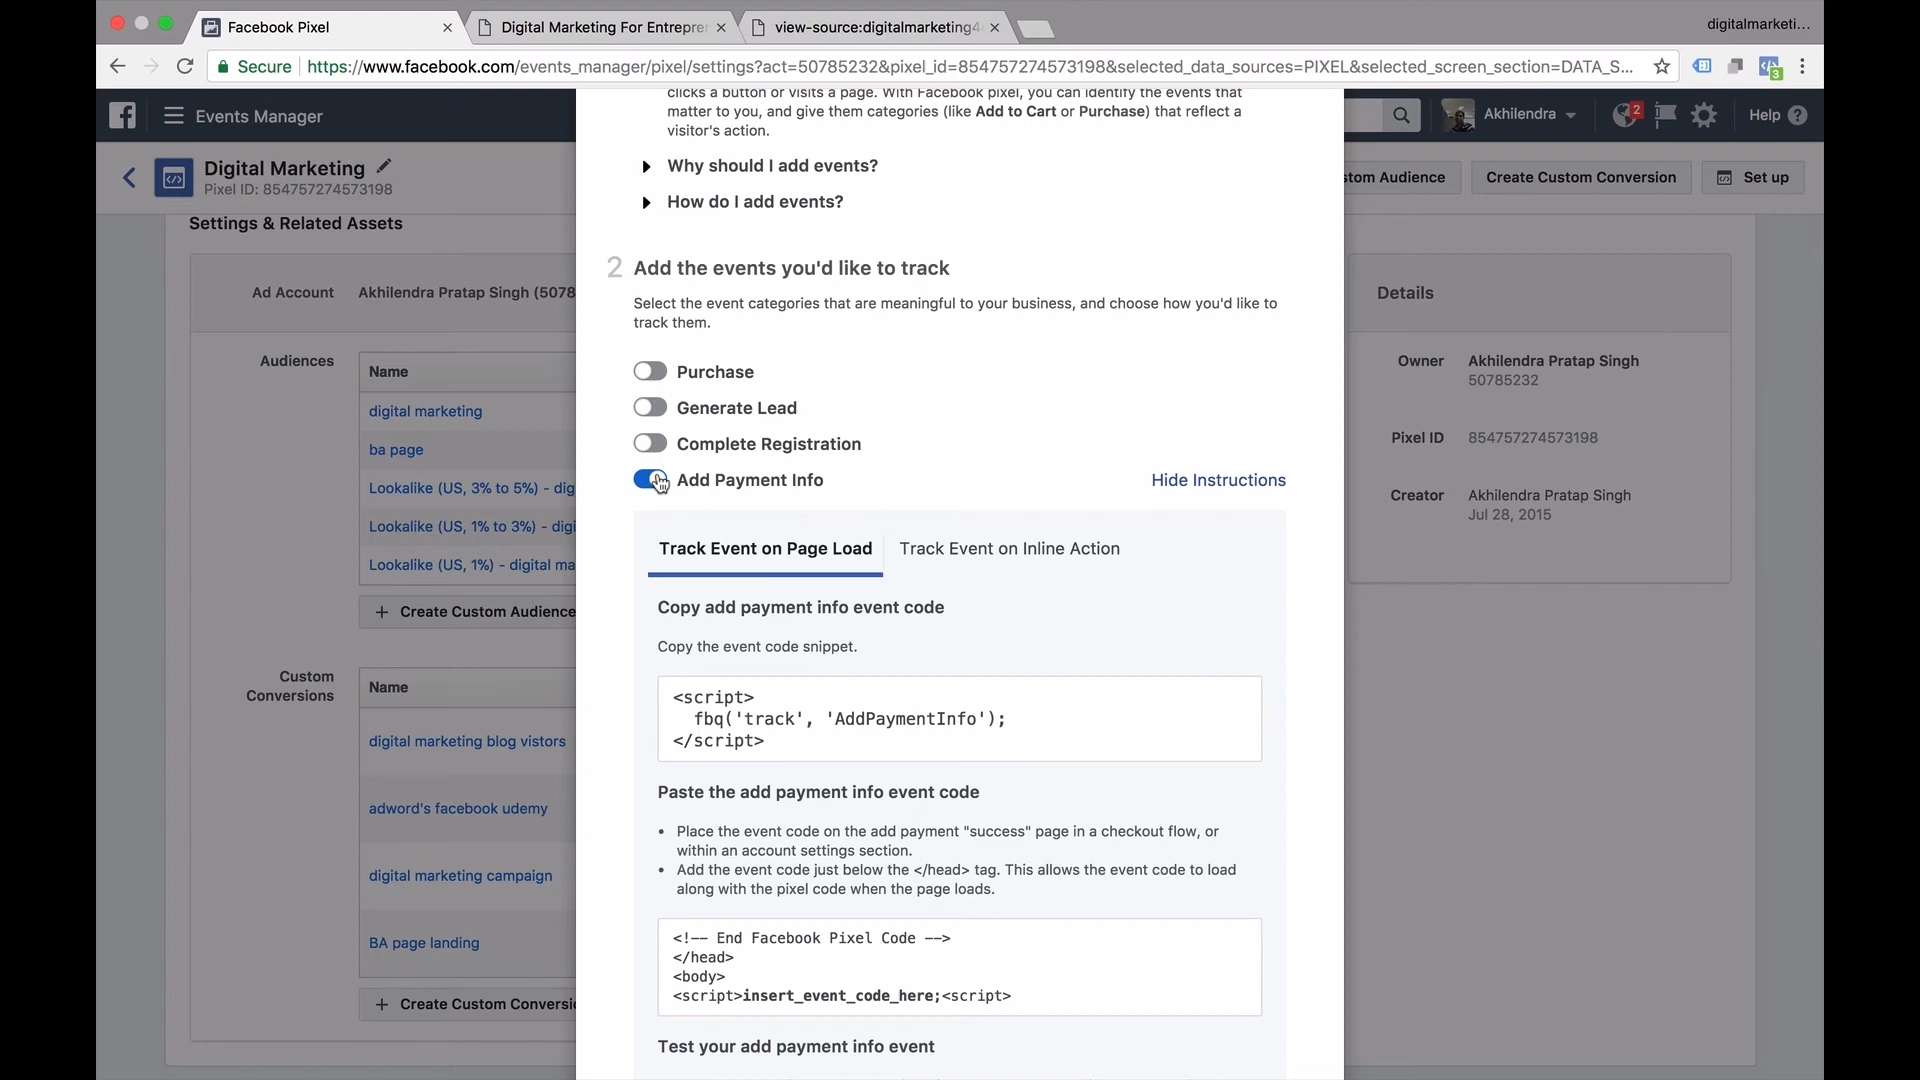 Facebook Pixel
Digital Marketing For Entrepre
view-source:digitalmarketing4
digitalmarketi...
Secure
https://www.facebook.com/events_manager/pixel/settings?act=50785232&pixel_id=854757274573198&selected_data_sources=PIXEL&selected_screen_section=DATA_S...
3
Events Manager
Akhilendra
2
Help
Digital Marketing
Pixel ID: 854757274573198
stom Audience
Create Custom Conversion
Set up
Settings & Related Assets
Ad Account
Akhilendra Pratap Singh (5078
Audiences
Name
digital marketing
ba page
Lookalike (US, 3% to 5%) - dig
Lookalike (US, 1% to 3%) - digi
Lookalike (US, 1%) - digital ma
+ Create Custom Audience
Custom
Conversions
Name
digital marketing blog vistors
adword's facebook udemy
digital marketing campaign
BA page landing
+ Create Custom Conversi
clicks a button or visits a page. With Facebook pixel, you can identify the events that
matter to you, and give them categories (like Add to Cart or Purchase) that reflect a
visitor's action.
Why should I add events?
How do I add events?
2 Add the events you'd like to track
Select the event categories that are meaningful to your business, and choose how you'd like to
track them.
Purchase
Generate Lead
Complete Registration
Add Payment Info
Hide Instructions
Track Event on Page Load
Track Event on Inline Action
Copy add payment info event code
Copy the event code snippet.
<script>
fbq('track', 'AddPaymentInfo');
</script>
Paste the add payment info event code
• Place the event code on the add payment "success" page in a checkout flow, or
within an account settings section.
• Add the event code just below the </head> tag. This allows the event code to load
along with the pixel code when the page loads.
<!-- End Facebook Pixel Code -->
</head>
<body>
<script>insert_event_code_here;<script>
Test your add payment info event
Details
Owner
Akhilendra Pratap Singh
50785232
Pixel ID
854757274573198
Creator
Akhilendra Pratap Singh
Jul 28, 2015